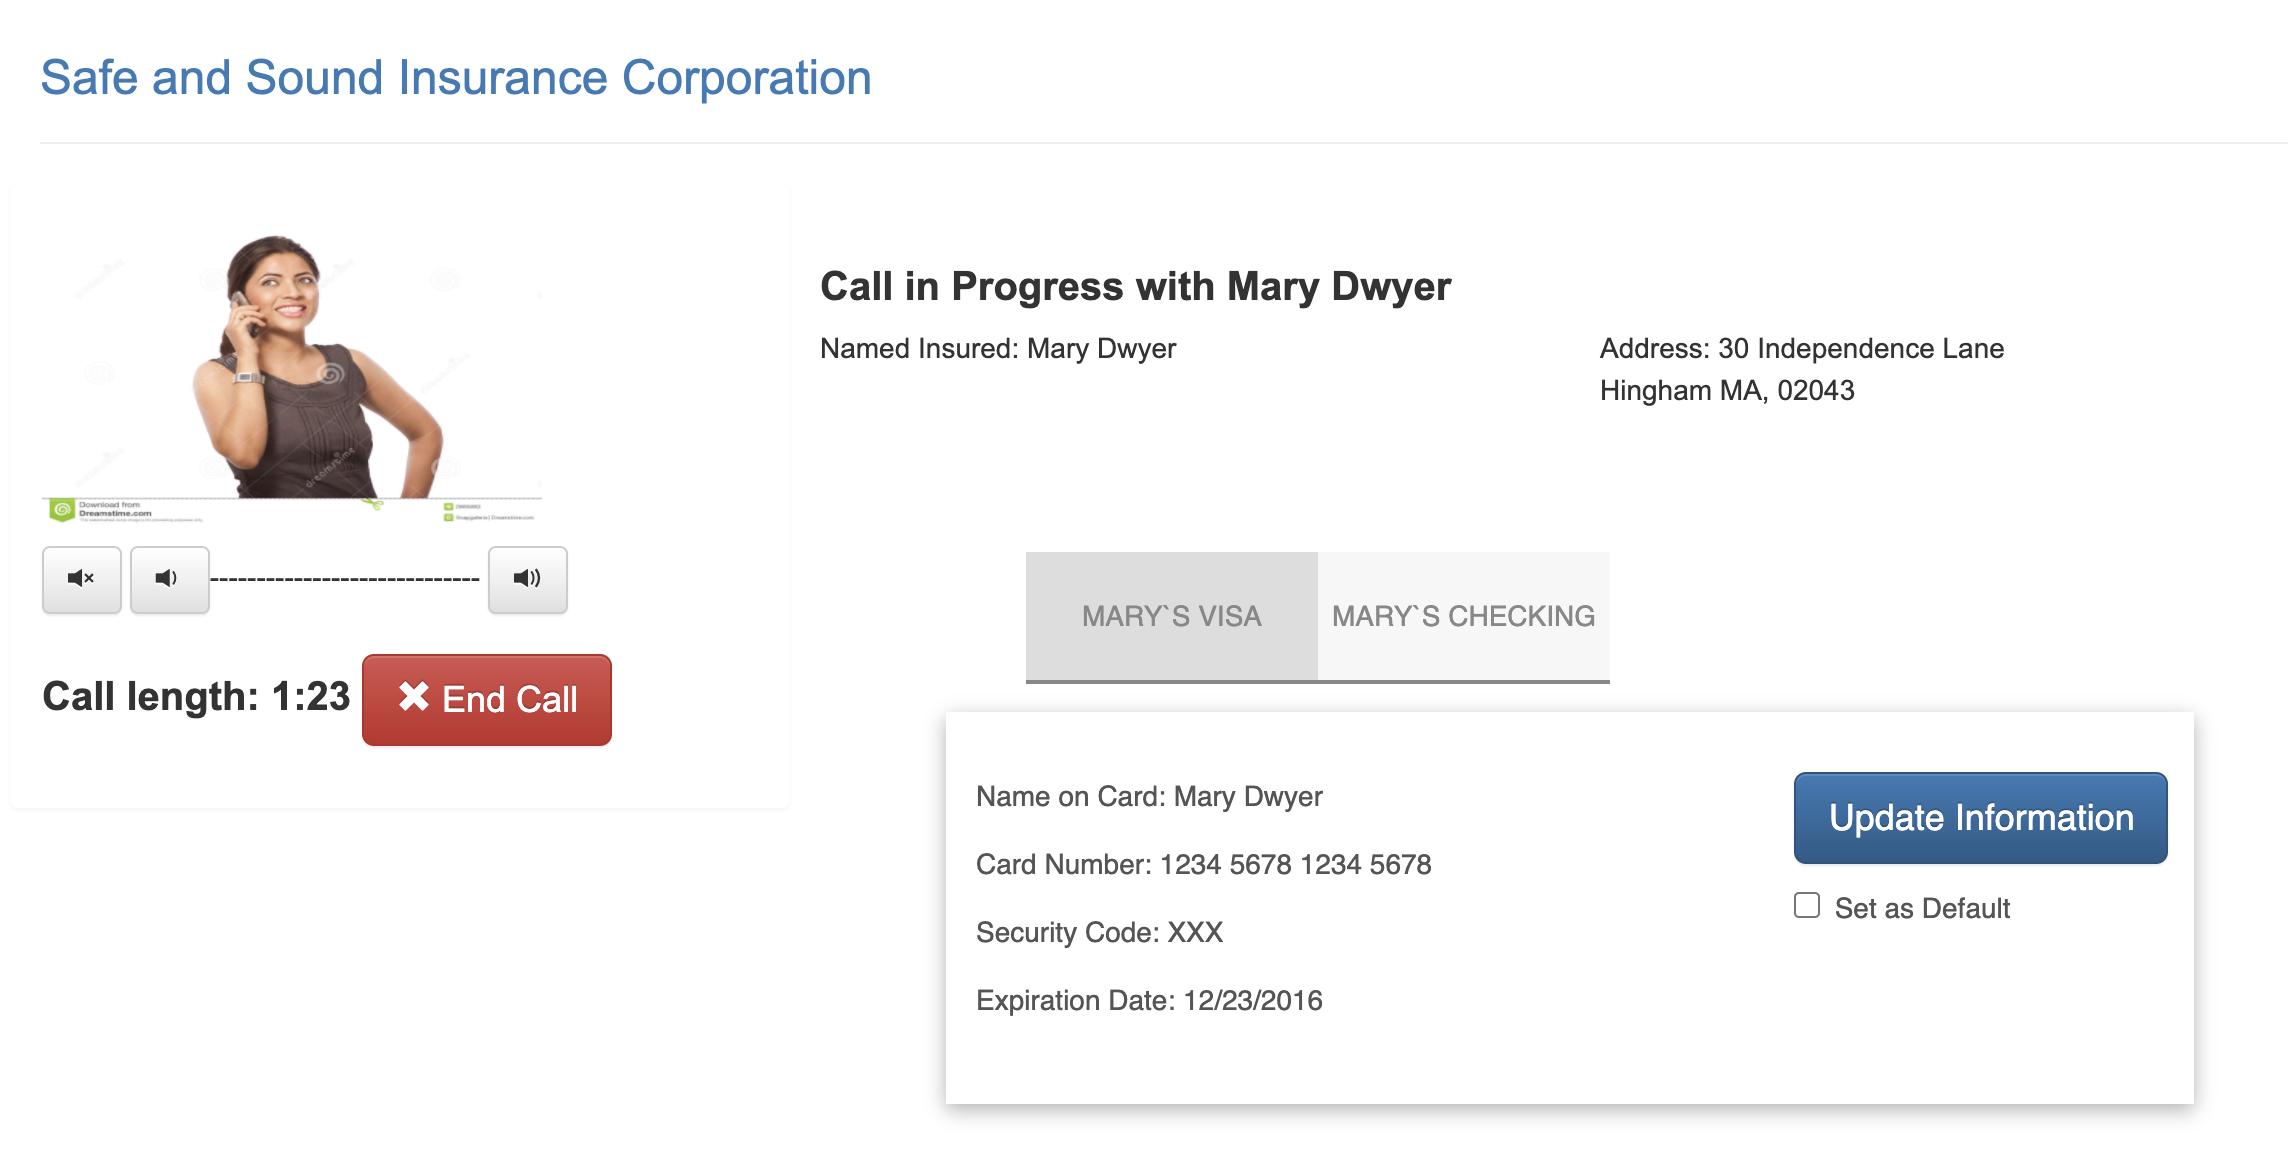 Safe and Sound Insurance Corporation
Call in Progress with Mary Dwyer
Named Insured: Mary Dwyer
Address: 30 Independence Lane
Hingham MA, 02043
dreamstime
Download from
Dreamstime.com
Call length: 1:23
End Call
MARY`S VISA
MARY`S CHECKING
Name on Card: Mary Dwyer
Card Number: 1234 5678 1234 5678
Security Code: XXX
Expiration Date: 12/23/2016
Update Information
Set as Default